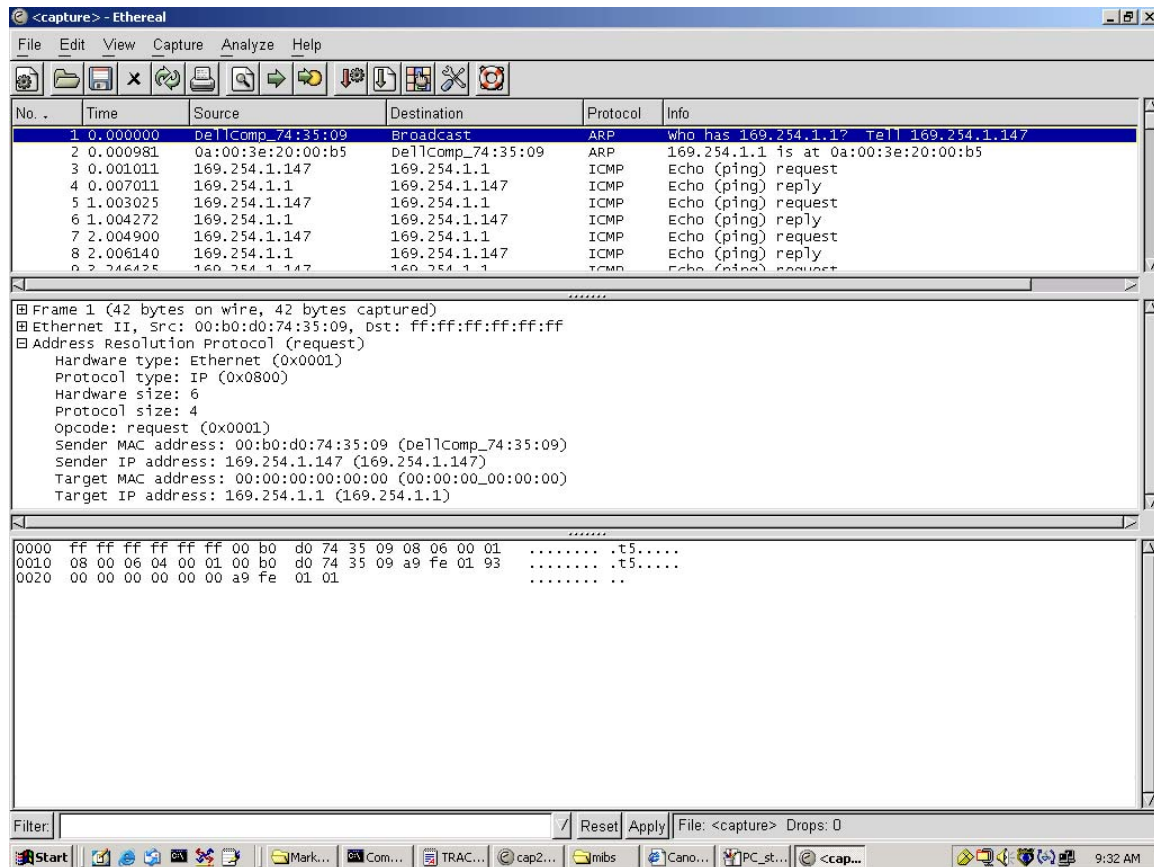 <capture> - Ethereal
File Edit View Capture Analyze Help
No. . Time Source Destination Protocol Info
1 0.000000 DellComp_74:35:09 Broadcast ARP who has 169.254.1.1? Tell 169.254.1.147
2 0.000981 0a:00:3e:20:00:b5 DellComp_74:35:09 ARP 169.254.1.1 is at 0a:00:3e:20:00:b5
3 0.001011 169.254.1.147 169.254.1.1 ICMP Echo (ping) request
4 0.007011 169.254.1.1 169.254.1.147 ICMP Echo (ping) reply
5 1.003025 169.254.1.147 169.254.1.1 ICMP Echo (ping) request
6 1.004272 169.254.1.1 169.254.1.147 ICMP Echo (ping) reply
7 2.004900 169.254.1.147 169.254.1.1 ICMP Echo (ping) request
8 2.006140 169.254.1.1 169.254.1.147 ICMP Echo (ping) reply
169.254.1.147 169.254.1.1 ICMP Echo (ping) request
Frame 1 (42 bytes on wire, 42 bytes captured)
Ethernet II, Src: 00:b0:d0:74:35:09, Dst: ff:ff:ff:ff:ff:ff
Address Resolution Protocol (request)
Hardware type: Ethernet (0x0001)
Protocol type: IP (0x0800)
Hardware size: 6
Protocol size: 4
Opcode: request (0x0001)
Sender MAC address: 00:b0:d0:74:35:09 (DellComp_74:35:09)
Sender IP address: 169.254.1.147 (169.254.1.147)
Target MAC address: 00:00:00:00:00:00 (00:00:00_00:00:00)
Target IP address: 169.254.1.1 (169.254.1.1)
0000 ff ff ff ff ff ff 00 b0 d0 74 35 09 08 06 00 01 ........ .t5.....
0010 08 00 06 04 00 01 00 b0 d0 74 35 09 a9 fe 01 93 ........ .t5.....
0020 00 00 00 00 00 00 a9 fe 01 01 ........ ..
Filter: Reset Apply File: <capture> Drops: 0
Start Mark... Com... TRAC... cap2... mibs Cano... PC_st... <cap... 9:32 AM